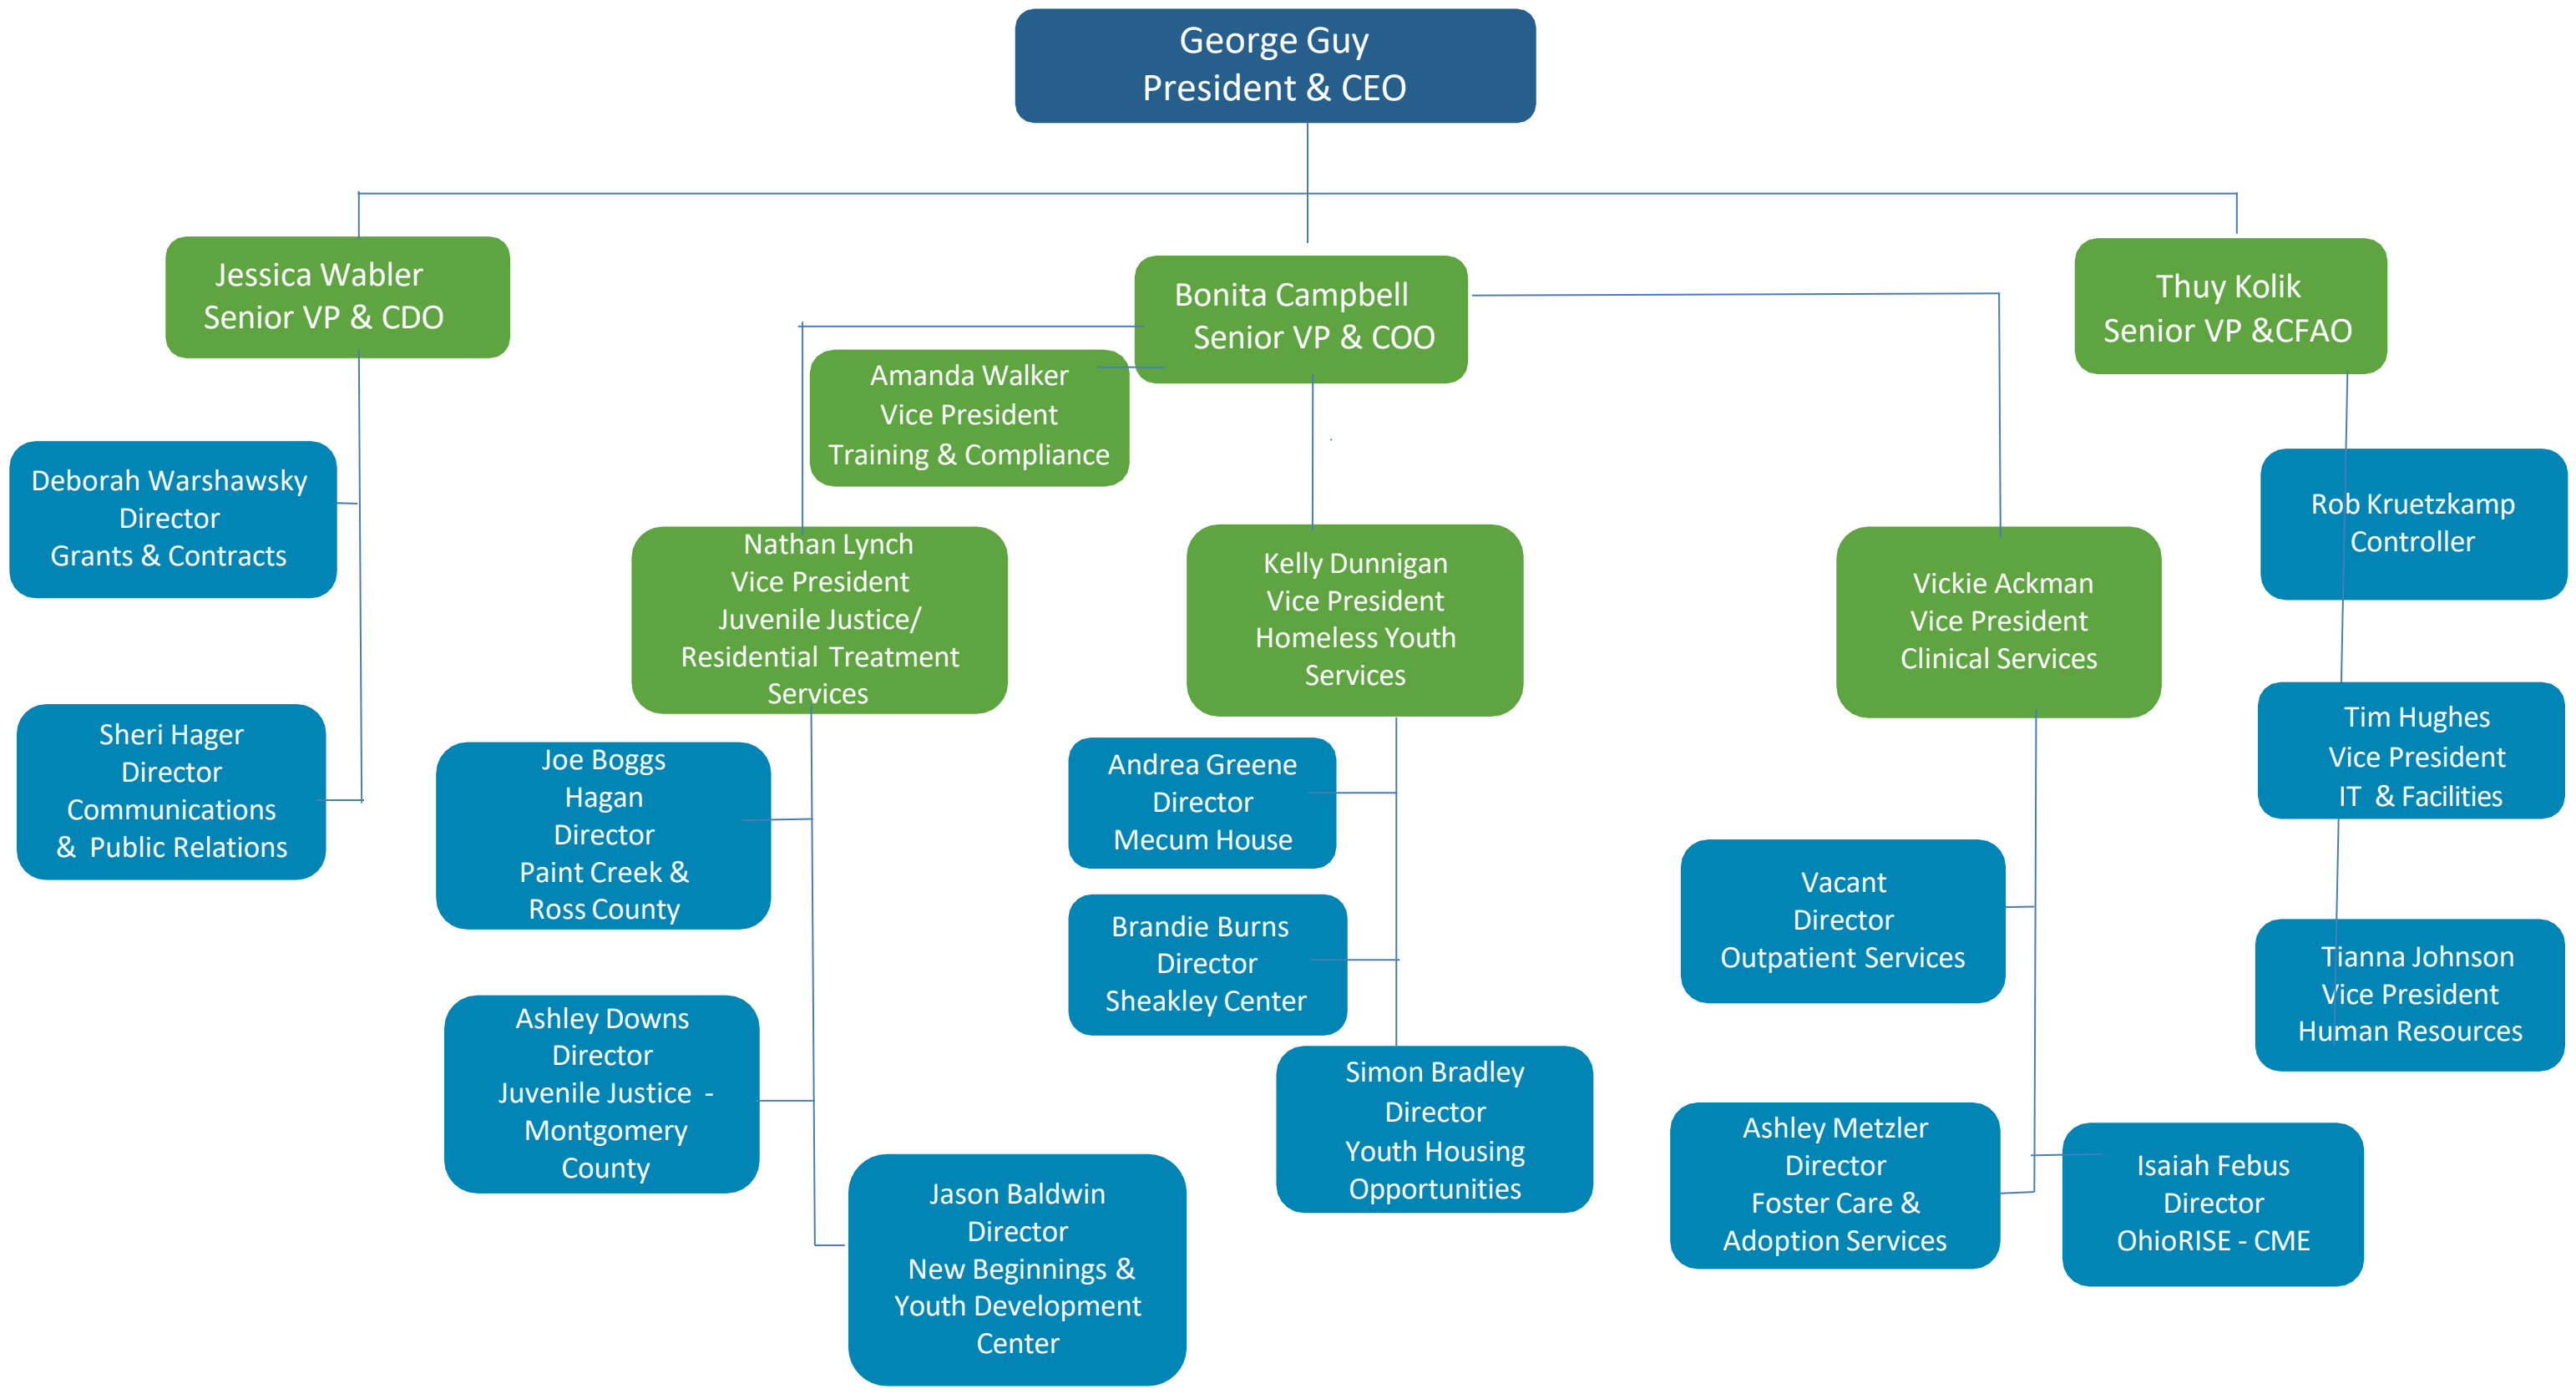 George Guy
President & CEO
Jessica Wabler
Senior VP & CDO
Bonita Campbell
Senior VP & COO
Thuy Kolik
Senior VP &CFAO
Amanda Walker
Vice President
Training & Compliance
Deborah Warshawsky
Director
Grants & Contracts
Sheri Hager
Director
Communications
& Public Relations
Nathan Lynch
Vice President
Juvenile Justice/
Residential Treatment
Services
Joe Boggs
Hagan
Director
Paint Creek &
Ross County
Ashley Downs
Director
Juvenile Justice -
Montgomery
County
Jason Baldwin
Director
New Beginnings &
Youth Development
Center
Kelly Dunnigan
Vice President
Homeless Youth
Services
Andrea Greene
Director
Mecum House
Brandie Burns
Director
Sheakley Center
Simon Bradley
Director
Youth Housing
Opportunities
Vickie Ackman
Vice President
Clinical Services
Vacant
Director
Outpatient Services
Ashley Metzler
Director
Foster Care &
Adoption Services
Isaiah Febus
Director
OhioRISE - CME
Rob Kruetzkamp
Controller
Tim Hughes
Vice President
IT & Facilities
Tianna Johnson
Vice President
Human Resources